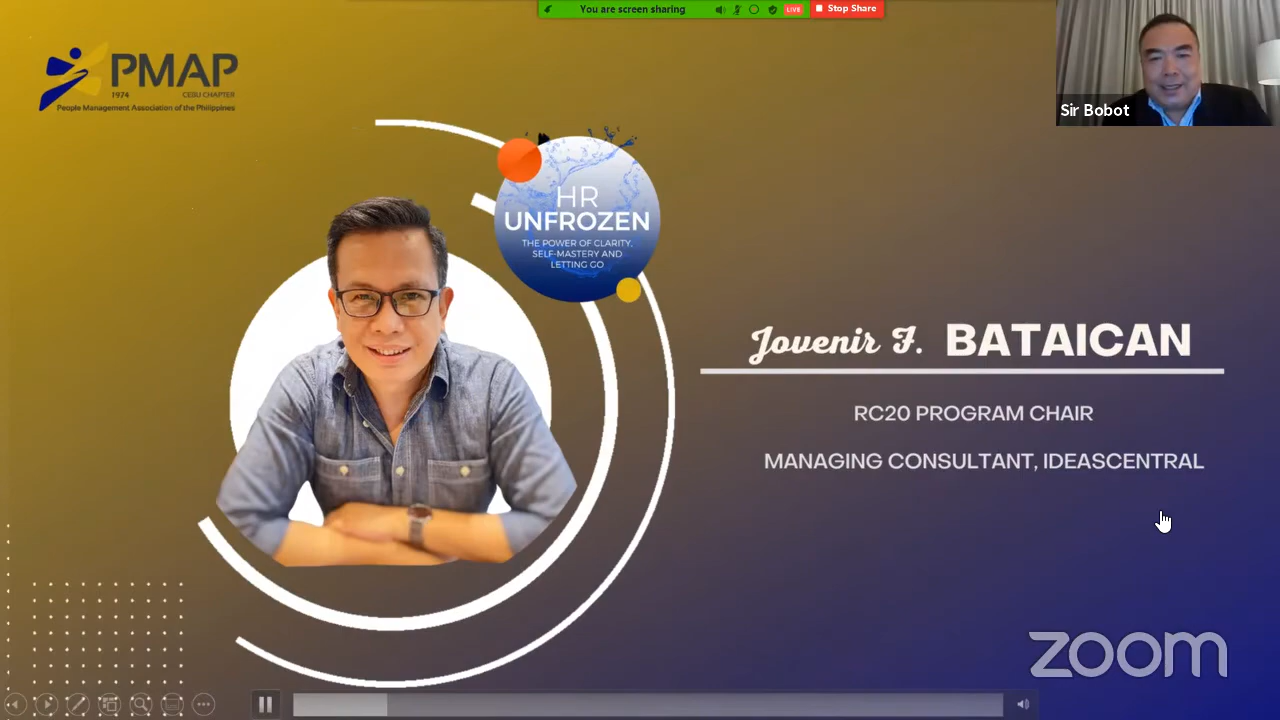 You are screen sharing
LIVE
Stop Share
PMAP
1974
CEBU CHAPTER
People Management Association of the Philippines
Sir Bobot
HR
UNFROZEN
THE POWER OF CLARITY,
SELF-MASTERY AND
LETTING GO
Jovenir F. BATAICAN
RC20 PROGRAM CHAIR
MANAGING CONSULTANT, IDEASCENTRAL
zoom